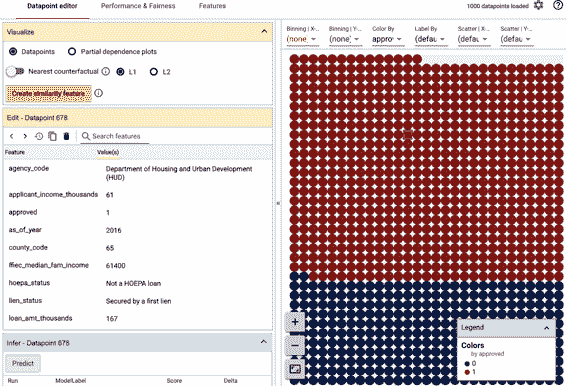 Datapoint editor Performance & Fairness Features 1000 datapoints loaded
Visualize
Datapoints Partial dependence plots
Nearest counterfactual L1 L2
Create similarity feature
Edit - Datapoint 678
Search features
Feature Value(s)
agency_code Department of Housing and Urban Development
(HUD)
applicant_income_thousands 61
approved 1
as_of_year 2016
county_code 65
ffiec_median_fam_income 61400
hoepa_status Not a HOEPA loan
lien_status Secured by a first lien
loan_amt_thousands 167
Infer - Datapoint 678
Predict
Run ModelLabel Score Delta
Binning | X-... Binning | Y-... Color By Label By Scatter | X-... Scatter | Y-...
(none) (none) appro (defau (defau (defau
Legend
Colors
by approved
0
1